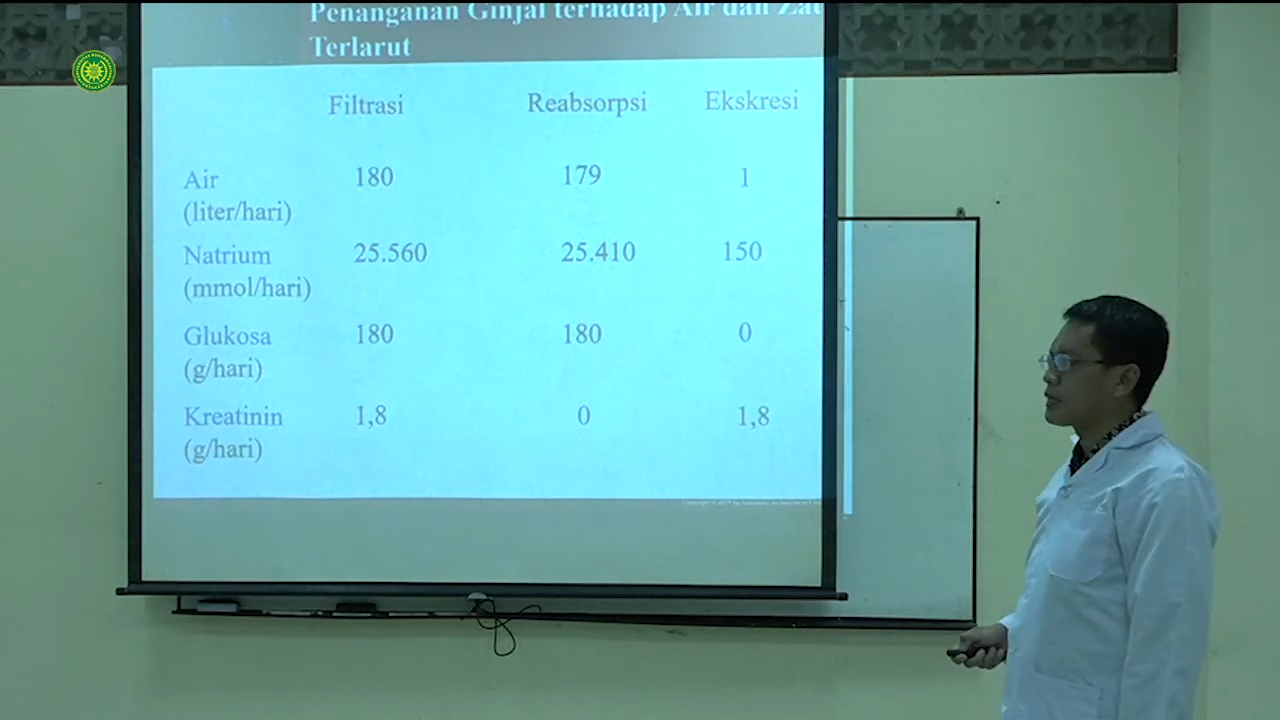 Penanganan Ginjal terhadap Air dan Zat
Terlarut
Filtrasi Reabsorpsi Ekskresi
Air 180 179 1
(liter/hari)
Natrium 25.560 25.410 150
(mmol/hari)
Glukosa 180 180 0
(g/hari)
Kreatinin 1,8 0 1,8
(g/hari)